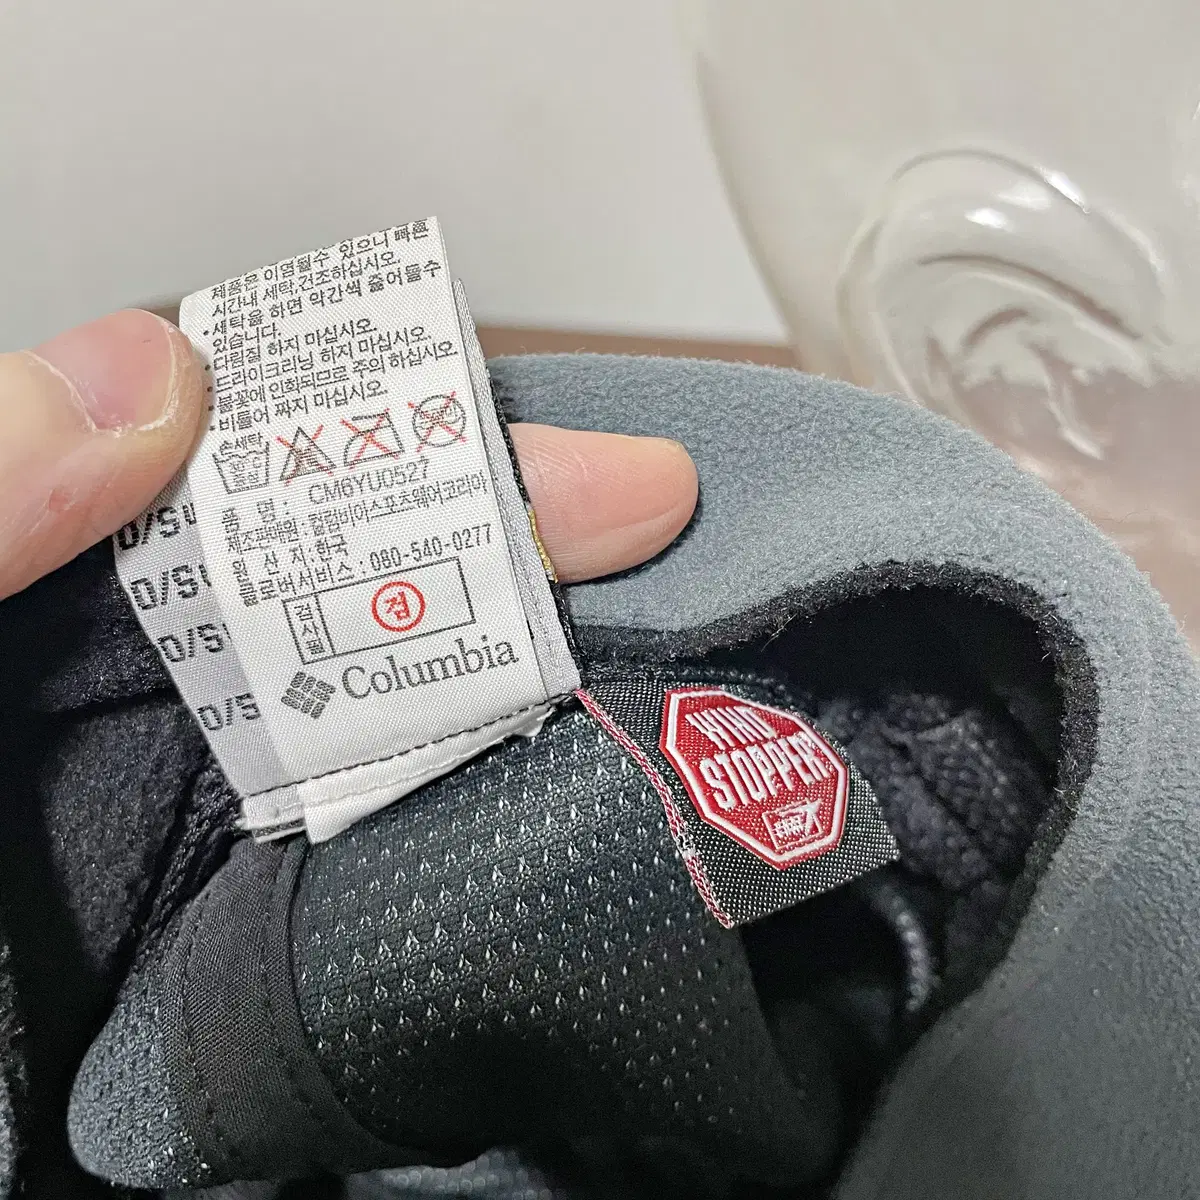 제품은 이염될수 있으니 빠른
시간내 세탁,건조하십시오.
• 세탁을 하면 약간씩 줄어들수
있습니다.
• 다림질 하지 마십시오.
• 드라이크리닝 하지 마십시오.
• 불꽃에 인화되므로 주의 하십시오
• 비틀어 짜지 마십시오.
손세탁
중성
품 명 : CM6YU0527
제조판매원 : 컬럼비아스포츠웨어코리아
원 산 지 : 한국
글로버서비스 : 080-540-0277
검사필
검
Columbia
D/S
D/S
D/S
D/S
WIND
STOPPER